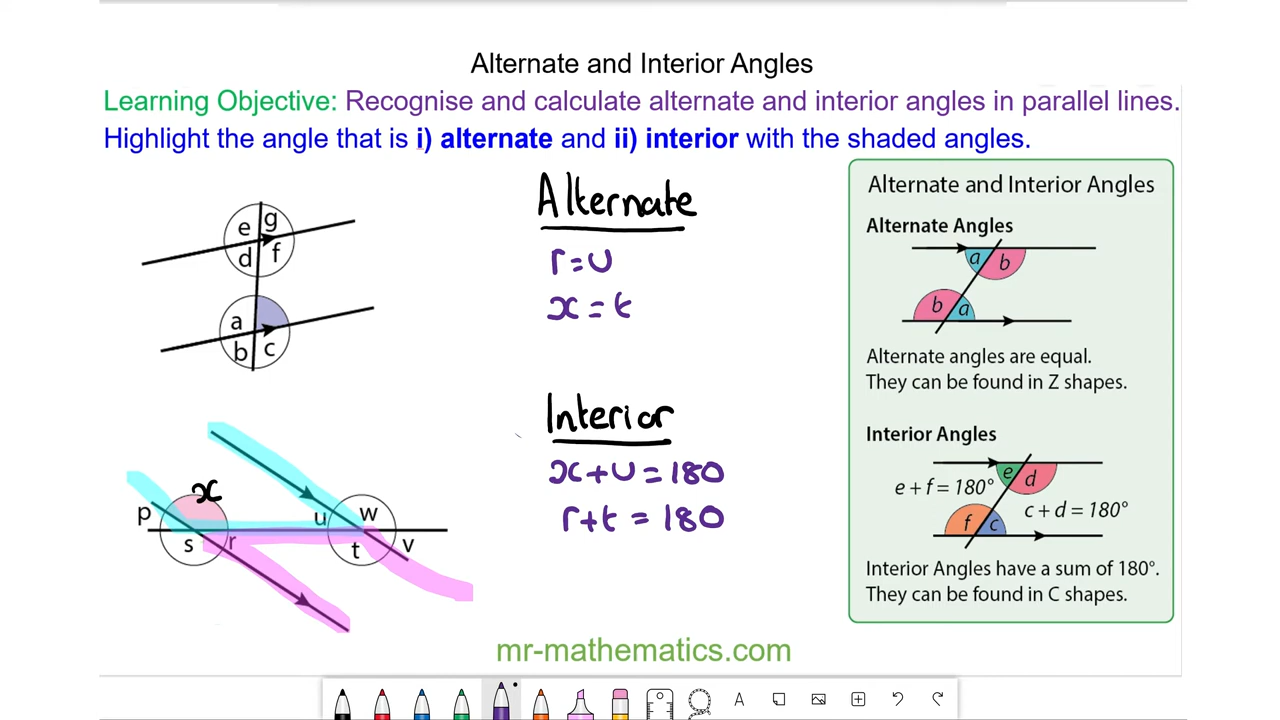 Alternate and Interior Angles
Learning Objective: Recognise and calculate alternate and interior angles in parallel lines.
Highlight the angle that is i) alternate and ii) interior with the shaded angles.
e g
d f
a
b c
Alternate
r = u
x = t
Interior
x + u = 180
r + t = 180
x
p u w
s r t v
Alternate and Interior Angles
Alternate Angles
a b
b a
Alternate angles are equal.
They can be found in Z shapes.
Interior Angles
e d
e + f = 180°
c + d = 180°
f c
Interior Angles have a sum of 180°.
They can be found in C shapes.
mr-mathematics.com
A